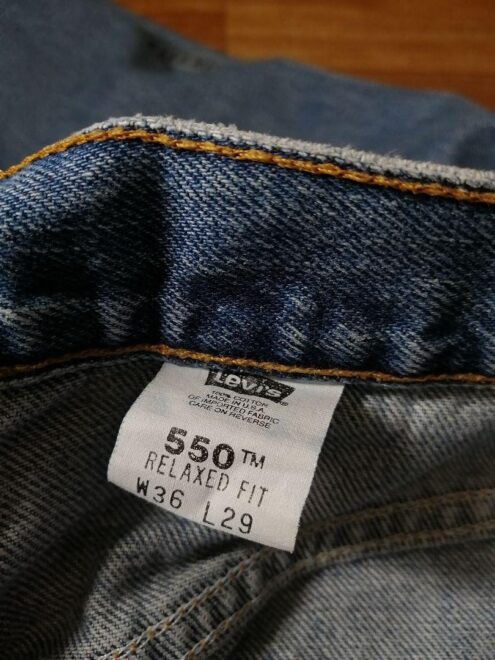 Levi's®
100% COTTON
MADE IN U.S.A.
OF IMPORTED FABRIC
CARE ON REVERSE
550™
RELAXED FIT
W36 L29